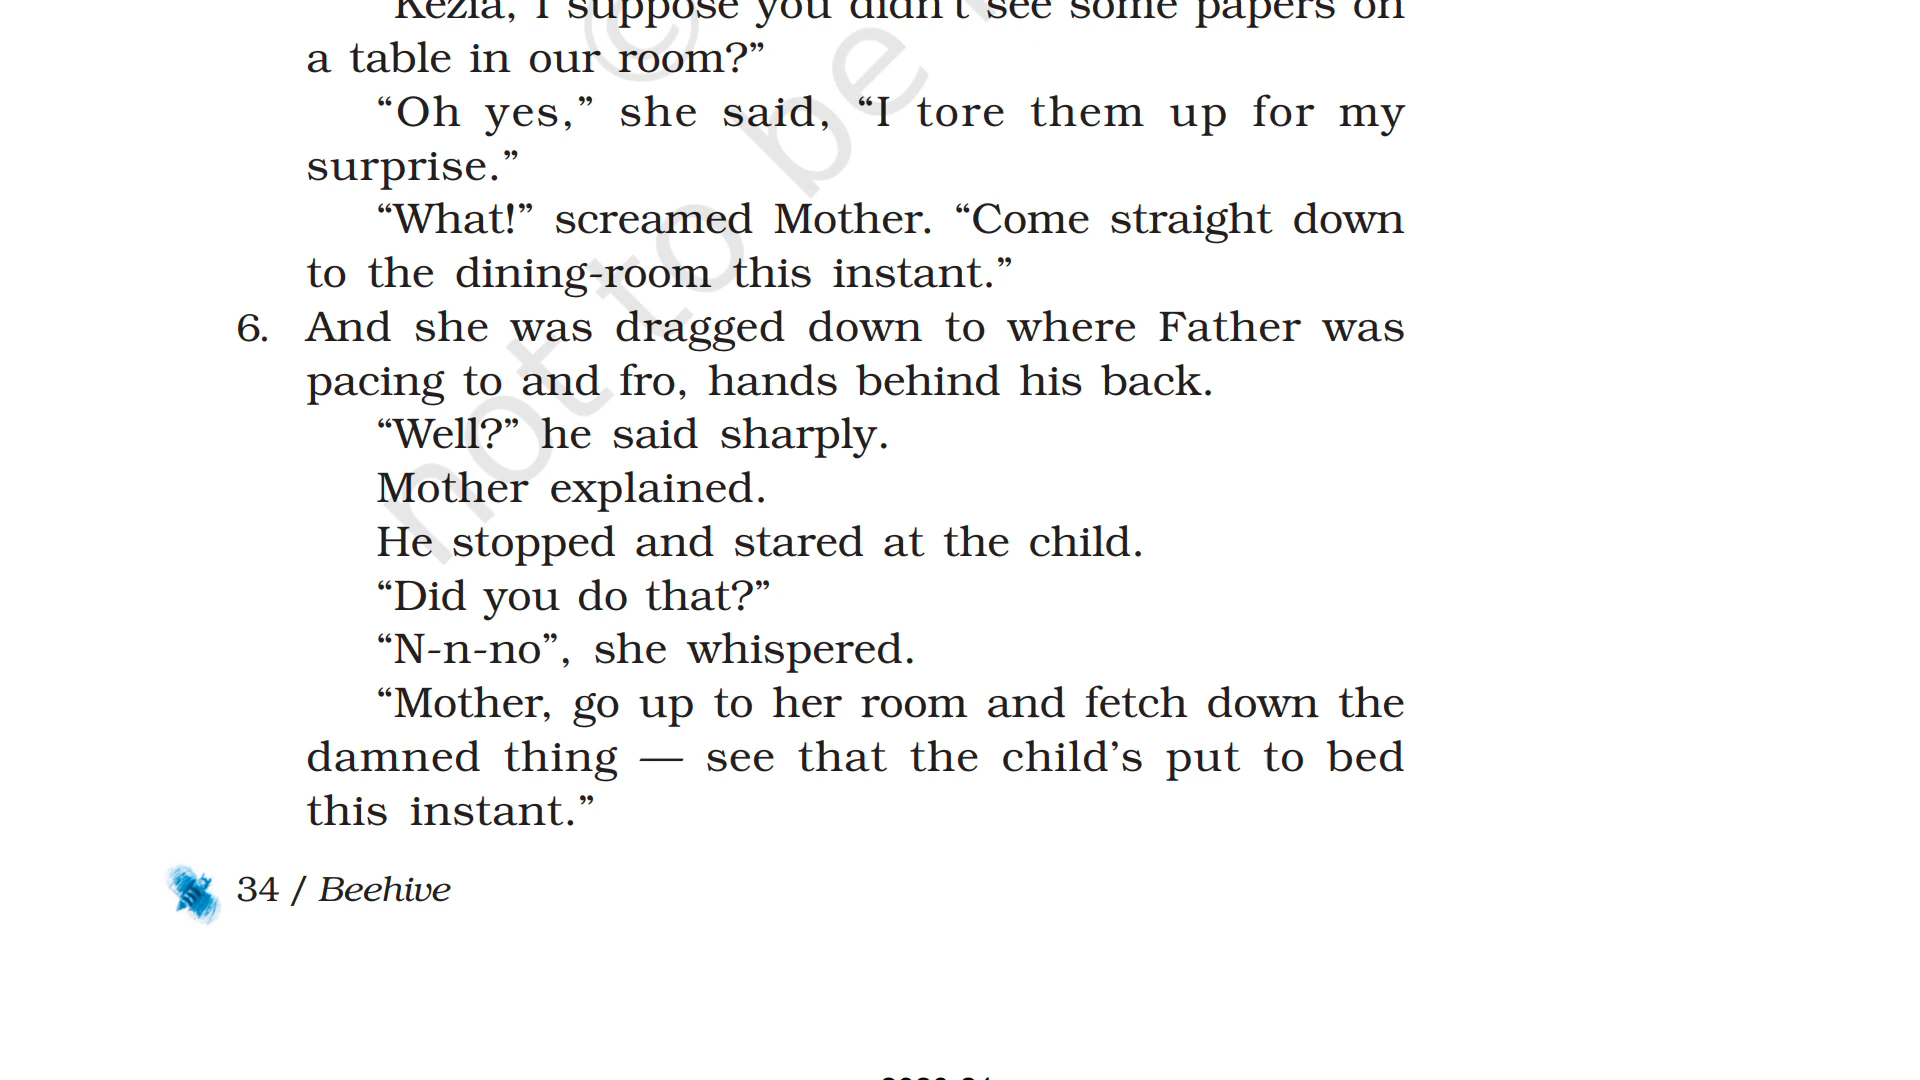 "Kezia, I suppose you didn't see some papers on
a table in our room?”
“Oh yes,” she said, “I tore them up for my
surprise.”
“What!” screamed Mother. “Come straight down
to the dining-room this instant.”
6. And she was dragged down to where Father was
pacing to and fro, hands behind his back.
“Well?” he said sharply.
Mother explained.
He stopped and stared at the child.
“Did you do that?”
“N-n-no”, she whispered.
“Mother, go up to her room and fetch down the
damned thing — see that the child’s put to bed
this instant.”
34 / Beehive
© not to be